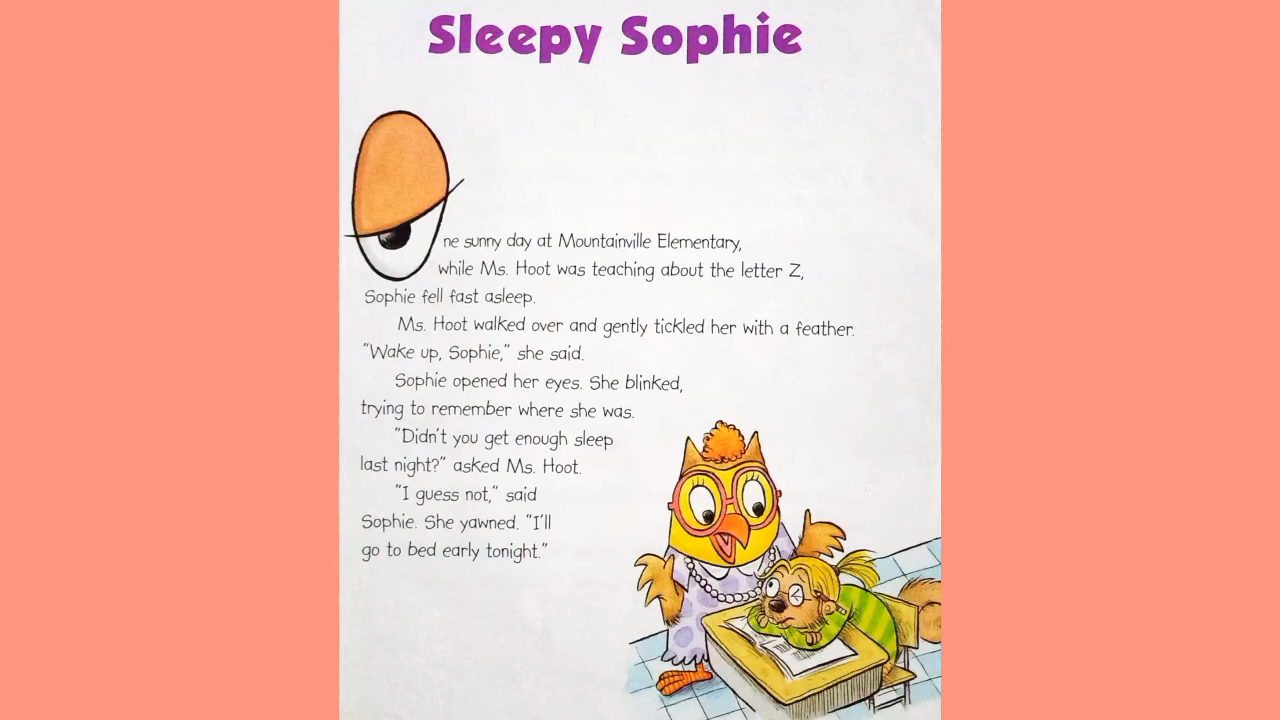 Sleepy Sophie
One sunny day at Mountainville Elementary,
while Ms. Hoot was teaching about the letter Z,
Sophie fell fast asleep.
Ms. Hoot walked over and gently tickled her with a feather.
“Wake up, Sophie,” she said.
Sophie opened her eyes. She blinked,
trying to remember where she was.
“Didn’t you get enough sleep
last night?” asked Ms. Hoot.
“I guess not,” said
Sophie. She yawned. “I’ll
go to bed early tonight.”